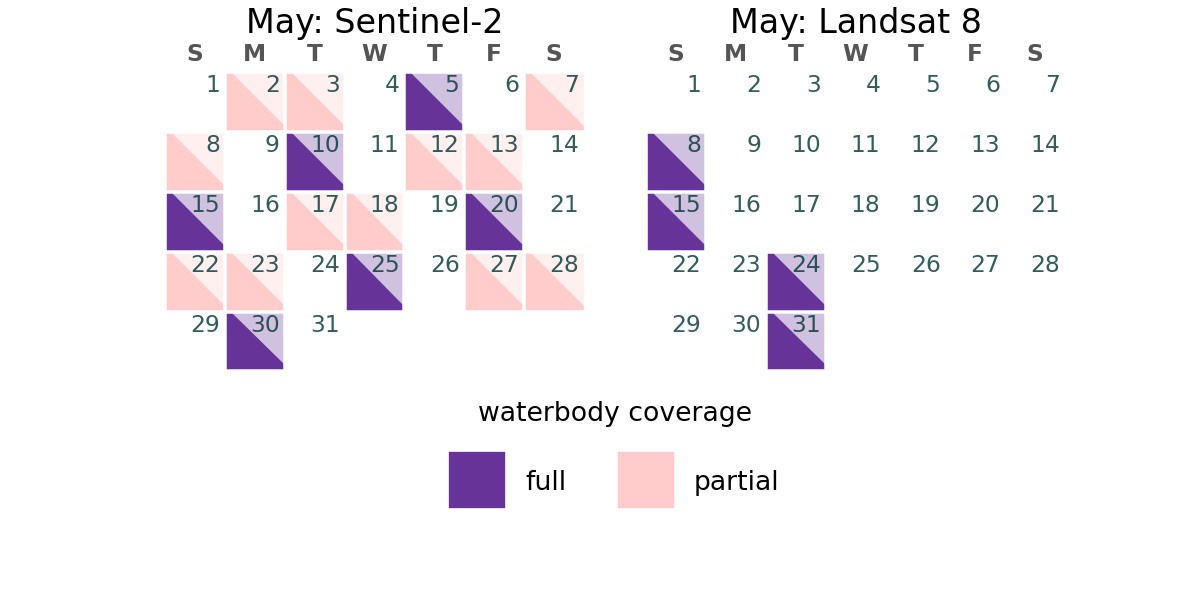 May: Sentinel-2
S M T W T F S
1 2 3 4 5 6 7
8 9 10 11 12 13 14
15 16 17 18 19 20 21
22 23 24 25 26 27 28
29 30 31
May: Landsat 8
S M T W T F S
1 2 3 4 5 6 7
8 9 10 11 12 13 14
15 16 17 18 19 20 21
22 23 24 25 26 27 28
29 30 31
waterbody coverage
full partial